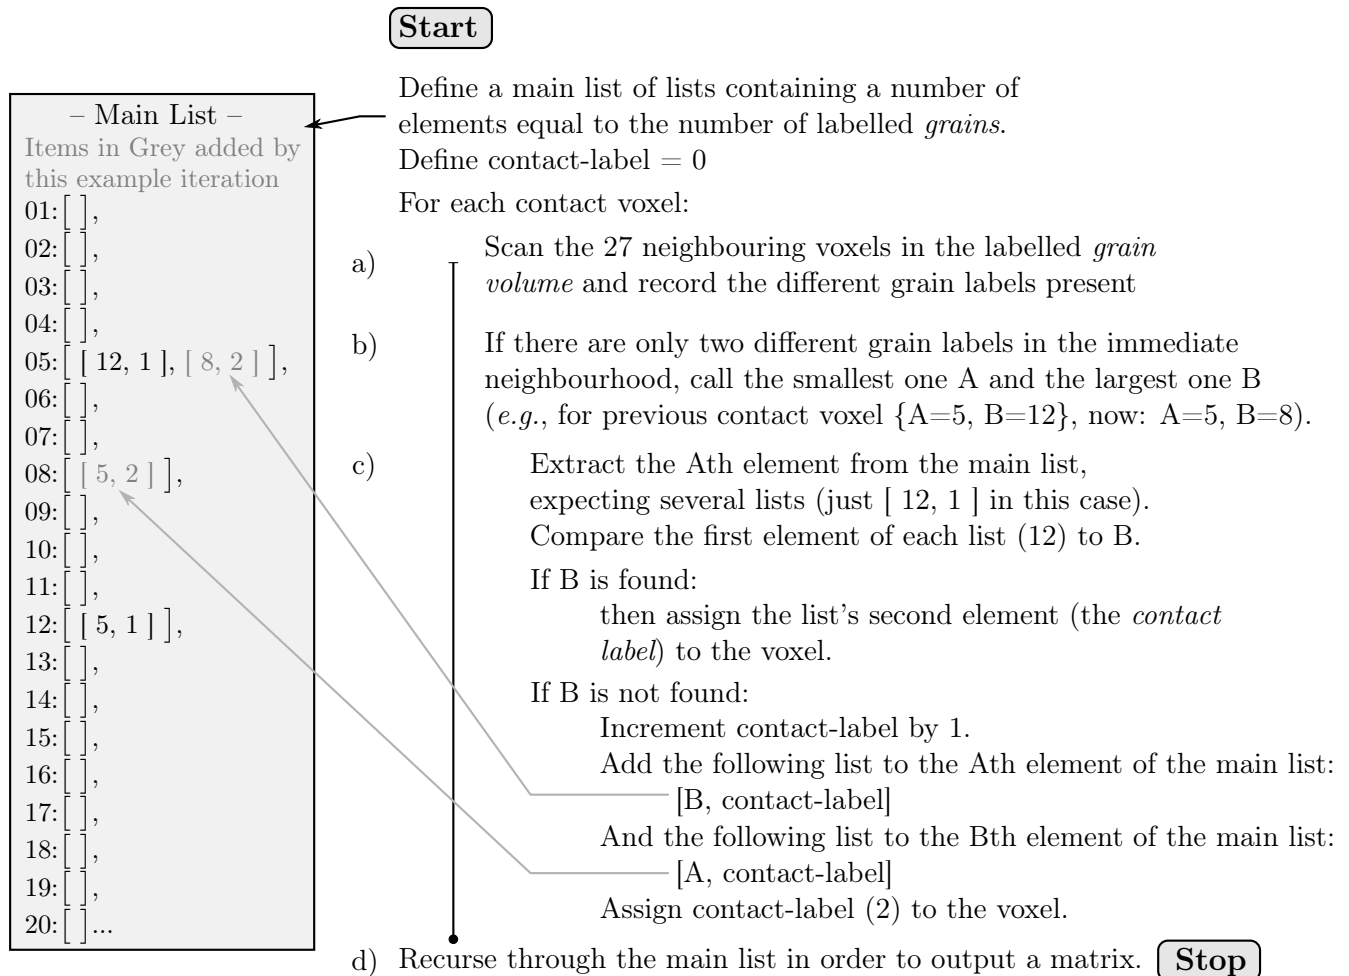 Start
Define a main list of lists containing a number of
elements equal to the number of labelled grains.
Define contact-label = 0
For each contact voxel:
– Main List –
Items in Grey added by
this example iteration
01:[ ],
02:[ ],
03:[ ],
04:[ ],
05:[ [ 12, 1 ], [ 8, 2 ] ],
06:[ ],
07:[ ],
08:[ [ 5, 2 ] ],
09:[ ],
10:[ ],
11:[ ],
12:[ [ 5, 1 ] ],
13:[ ],
14:[ ],
15:[ ],
16:[ ],
17:[ ],
18:[ ],
19:[ ],
20:[ ]...
a) Scan the 27 neighbouring voxels in the labelled grain
volume and record the different grain labels present
b) If there are only two different grain labels in the immediate
neighbourhood, call the smallest one A and the largest one B
(e.g., for previous contact voxel {A=5, B=12}, now: A=5, B=8).
c) Extract the Ath element from the main list,
expecting several lists (just [ 12, 1 ] in this case).
Compare the first element of each list (12) to B.
If B is found:
then assign the list's second element (the contact
label) to the voxel.
If B is not found:
Increment contact-label by 1.
Add the following list to the Ath element of the main list:
[B, contact-label]
And the following list to the Bth element of the main list:
[A, contact-label]
Assign contact-label (2) to the voxel.
d) Recurse through the main list in order to output a matrix.
Stop